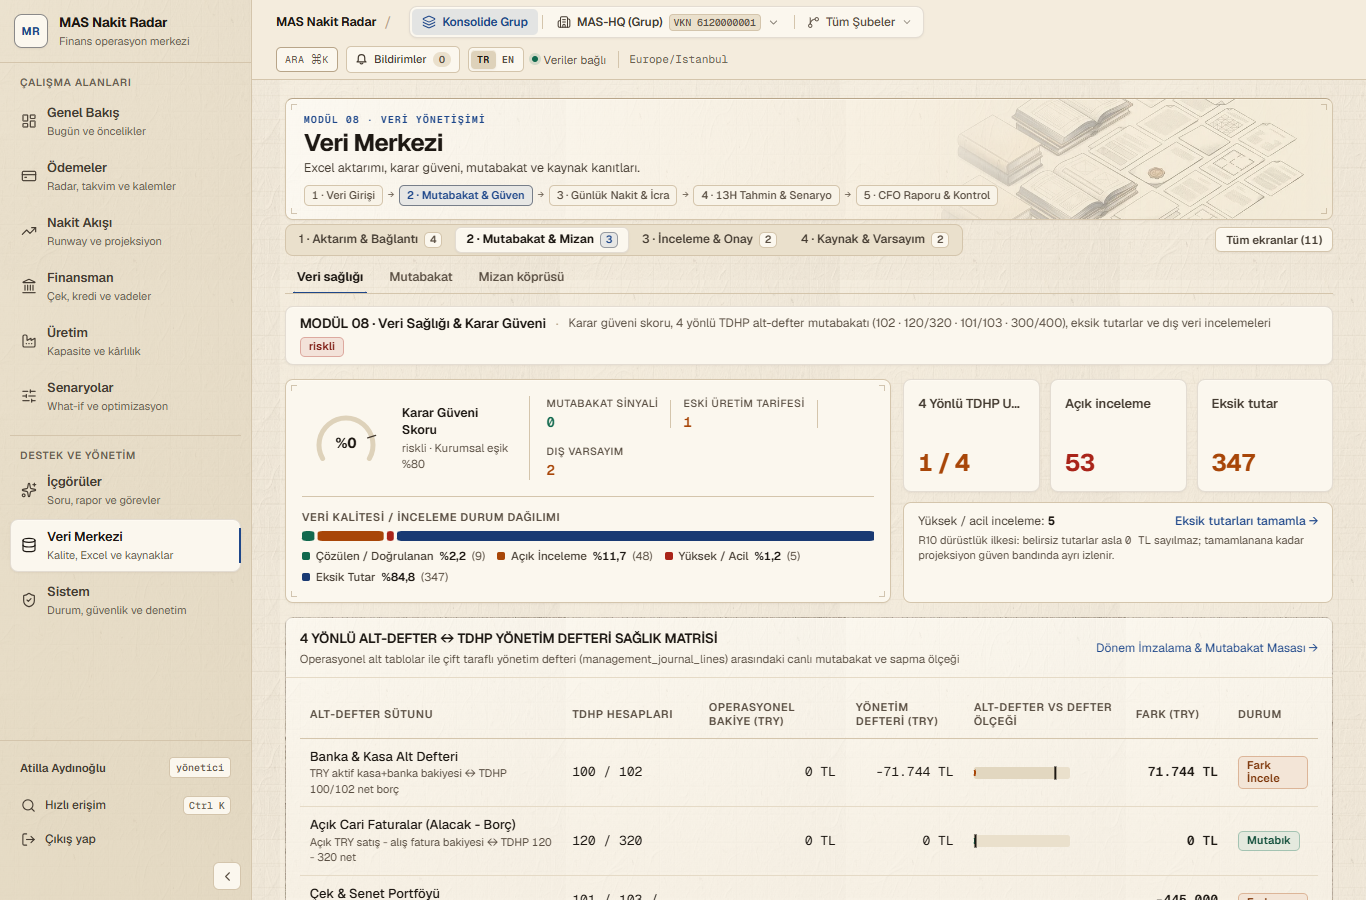 MR
MAS Nakit Radar
Finans operasyon merkezi
ÇALIŞMA ALANLARI
Genel Bakış
Bugün ve öncelikler
Ödemeler
Radar, takvim ve kalemler
Nakit Akışı
Runway ve projeksiyon
Finansman
Çek, kredi ve vadeler
Üretim
Kapasite ve kârlılık
Senaryolar
What-if ve optimizasyon
DESTEK VE YÖNETİM
İçgörüler
Soru, rapor ve görevler
Veri Merkezi
Kalite, Excel ve kaynaklar
Sistem
Durum, güvenlik ve denetim
Atilla Aydınoğlu yönetici
Hızlı erişim Ctrl K
Çıkış yap
MAS Nakit Radar / Konsolide Grup MAS-HQ (Grup) VKN 6120000001 Tüm Şubeler
ARA ⌘K Bildirimler 0 TR EN Veriler bağlı Europe/Istanbul
MODÜL 08 · VERİ YÖNETİŞİMİ
Veri Merkezi
Excel aktarımı, karar güveni, mutabakat ve kaynak kanıtları.
1 · Veri Girişi → 2 · Mutabakat & Güven → 3 · Günlük Nakit & İcra → 4 · 13H Tahmin & Senaryo → 5 · CFO Raporu & Kontrol
1 · Aktarım & Bağlantı 4 2 · Mutabakat & Mizan 3 3 · İnceleme & Onay 2 4 · Kaynak & Varsayım 2 Tüm ekranlar (11)
Veri sağlığı Mutabakat Mizan köprüsü
MODÜL 08 · Veri Sağlığı & Karar Güveni · Karar güveni skoru, 4 yönlü TDHP alt-defter mutabakatı (102 · 120/320 · 101/103 · 300/400), eksik tutarlar ve dış veri incelemeleri
riskli
%0
Karar Güveni
Skoru
riskli · Kurumsal eşik
%80
MUTABAKAT SİNYALİ
0
ESKİ ÜRETİM TARİFESİ
1
DIŞ VARSAYIM
2
VERİ KALİTESİ / İNCELEME DURUM DAĞILIMI
Çözülen / Doğrulanan %2,2 (9) Açık İnceleme %11,7 (48) Yüksek / Acil %1,2 (5)
Eksik Tutar %84,8 (347)
4 Yönlü TDHP U...
1 / 4
Açık inceleme
53
Eksik tutar
347
Yüksek / acil inceleme: 5 Eksik tutarları tamamla →
R10 dürüstlük ilkesi: belirsiz tutarlar asla 0 TL sayılmaz; tamamlanana kadar
projeksiyon güven bandında ayrı izlenir.
4 YÖNLÜ ALT-DEFTER ↔ TDHP YÖNETİM DEFTERİ SAĞLIK MATRİSİ
Operasyonel alt tablolar ile çift taraflı yönetim defteri (management_journal_lines) arasındaki canlı mutabakat ve sapma ölçeği
Dönem İmzalama & Mutabakat Masası →
ALT-DEFTER SÜTUNU TDHP HESAPLARI OPERASYONEL BAKİYE (TRY) YÖNETİM DEFTERİ (TRY) ALT-DEFTER VS DEFTER ÖLÇEĞİ FARK (TRY) DURUM
Banka & Kasa Alt Defteri
TRY aktif kasa+banka bakiyesi ↔ TDHP
100/102 net borç
100 / 102 0 TL -71.744 TL 71.744 TL Fark İncele
Açık Cari Faturalar (Alacak - Borç)
Açık TRY satış - alış fatura bakiyesi ↔ TDHP 120
- 320 net
120 / 320 0 TL 0 TL 0 TL Mutabık
Çek & Senet Portföyü
101 / 103 / -445.000 Fark